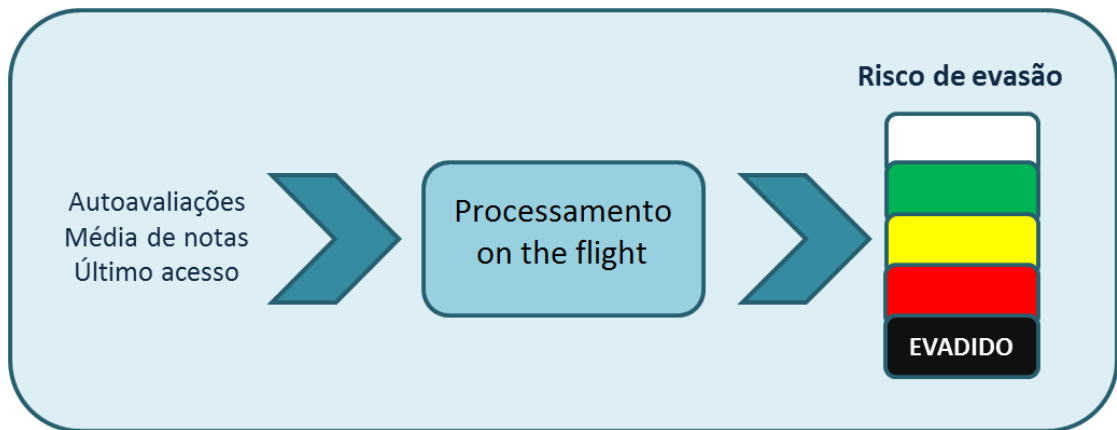 Risco de evasão
Autoavaliações
Média de notas
Último acesso
Processamento
on the flight
EVADIDO